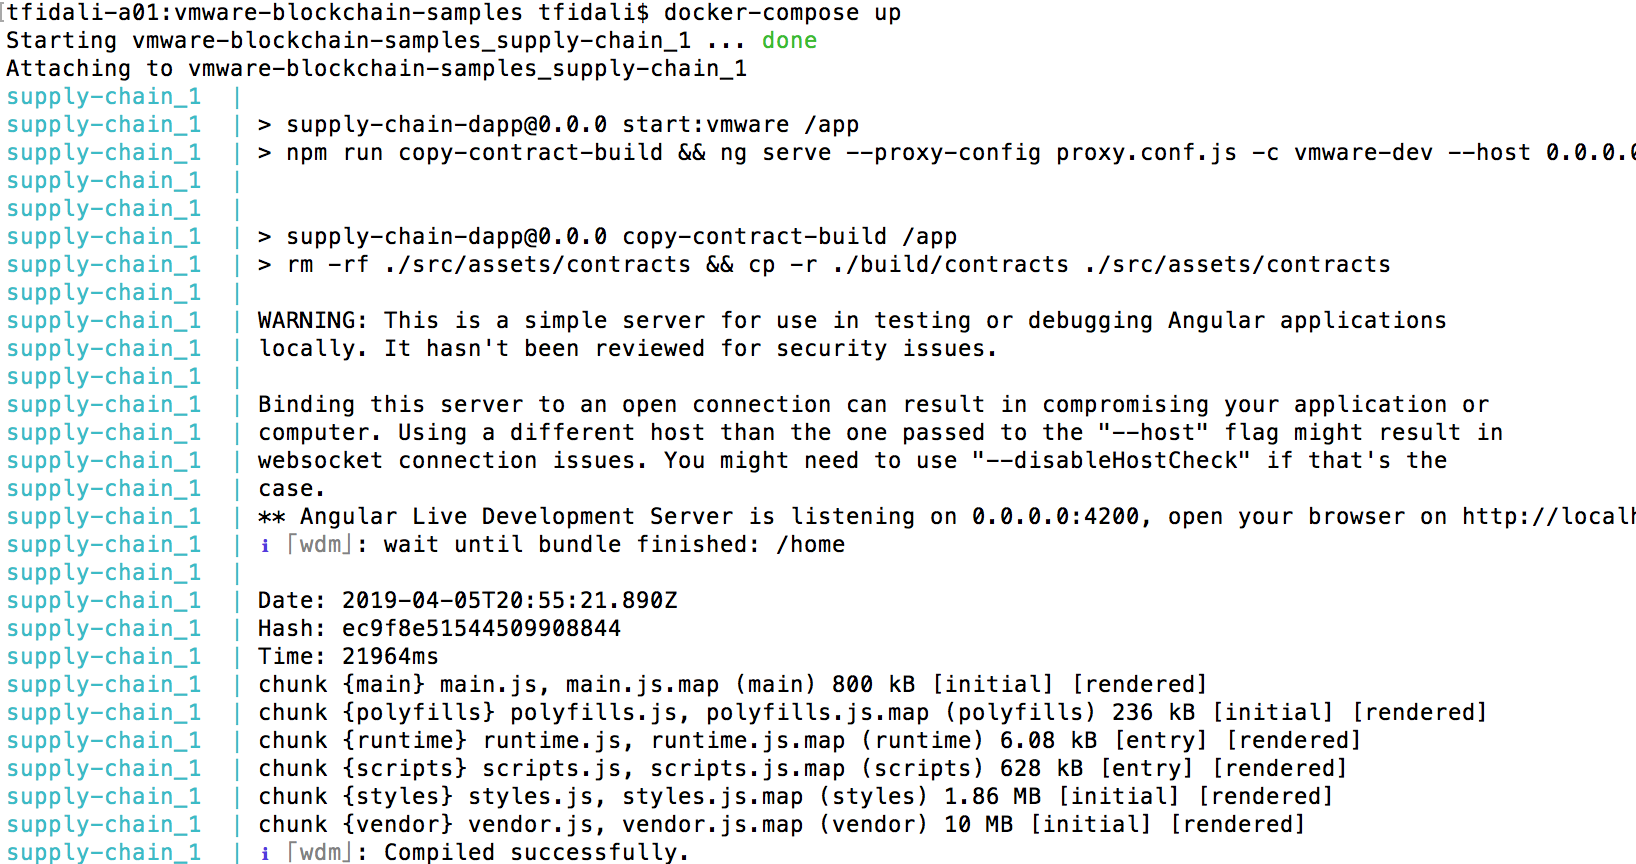 [tfidali-a01:vmware-blockchain-samples tfidali$ docker-compose up
Starting vmware-blockchain-samples_supply-chain_1 ... done
Attaching to vmware-blockchain-samples_supply-chain_1
supply-chain_1  |
supply-chain_1  | > supply-chain-dapp@0.0.0 start:vmware /app
supply-chain_1  | > npm run copy-contract-build && ng serve --proxy-config proxy.conf.js -c vmware-dev --host 0.0.0.0
supply-chain_1  |
supply-chain_1  |
supply-chain_1  | > supply-chain-dapp@0.0.0 copy-contract-build /app
supply-chain_1  | > rm -rf ./src/assets/contracts && cp -r ./build/contracts ./src/assets/contracts
supply-chain_1  |
supply-chain_1  | WARNING: This is a simple server for use in testing or debugging Angular applications
supply-chain_1  | locally. It hasn't been reviewed for security issues.
supply-chain_1  |
supply-chain_1  | Binding this server to an open connection can result in compromising your application or
supply-chain_1  | computer. Using a different host than the one passed to the "--host" flag might result in
supply-chain_1  | websocket connection issues. You might need to use "--disableHostCheck" if that's the
supply-chain_1  | case.
supply-chain_1  | ** Angular Live Development Server is listening on 0.0.0.0:4200, open your browser on http://local
supply-chain_1  | ℹ ｢wdm｣: wait until bundle finished: /home
supply-chain_1  |
supply-chain_1  | Date: 2019-04-05T20:55:21.890Z
supply-chain_1  | Hash: ec9f8e51544509908844
supply-chain_1  | Time: 21964ms
supply-chain_1  | chunk {main} main.js, main.js.map (main) 800 kB [initial] [rendered]
supply-chain_1  | chunk {polyfills} polyfills.js, polyfills.js.map (polyfills) 236 kB [initial] [rendered]
supply-chain_1  | chunk {runtime} runtime.js, runtime.js.map (runtime) 6.08 kB [entry] [rendered]
supply-chain_1  | chunk {scripts} scripts.js, scripts.js.map (scripts) 628 kB [entry] [rendered]
supply-chain_1  | chunk {styles} styles.js, styles.js.map (styles) 1.86 MB [initial] [rendered]
supply-chain_1  | chunk {vendor} vendor.js, vendor.js.map (vendor) 10 MB [initial] [rendered]
supply-chain_1  | ℹ ｢wdm｣: Compiled successfully.